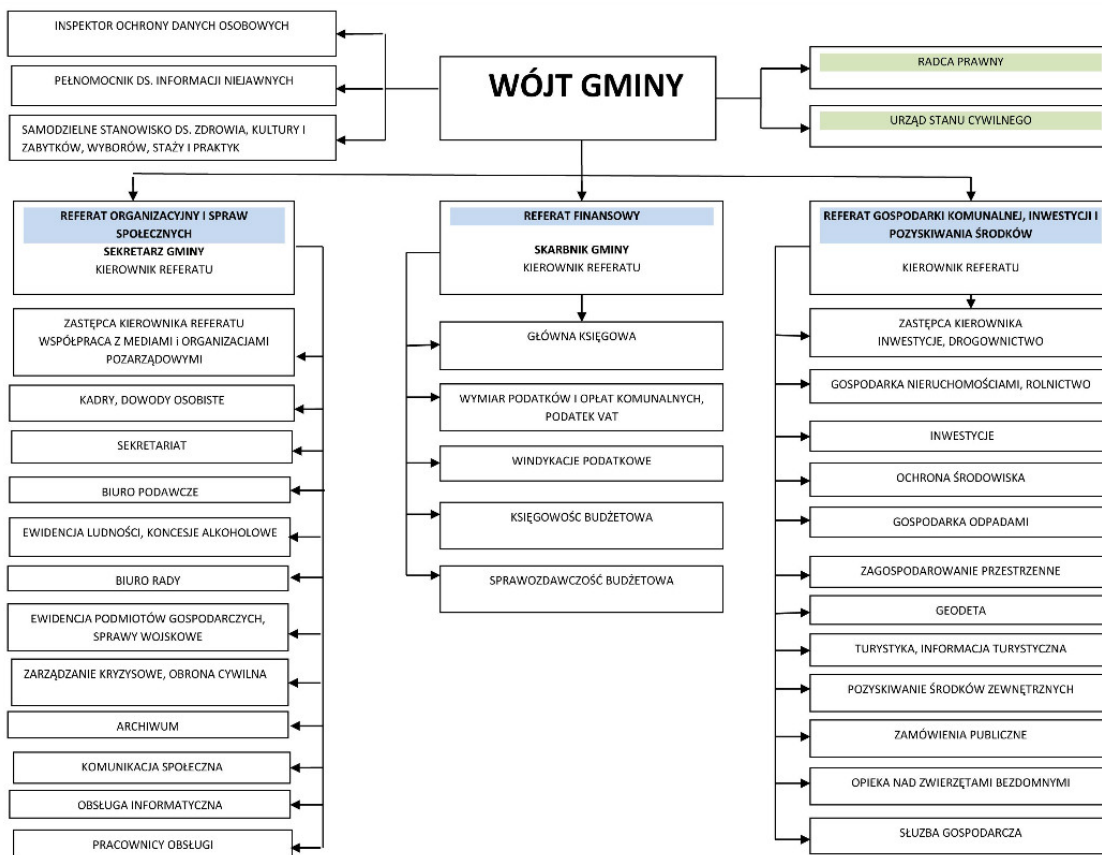 INSPEKTOR OCHRONY DANYCH OSOBOWYCH
PEŁNOMOCNIK DS. INFORMACJI NIEJAWNYCH
SAMODZIELNE STANOWISKO DS. ZDROWIA, KULTURY I
ZABYTKÓW, WYBORÓW, STAŻY I PRAKTYK
WÓJT GMINY
RADCA PRAWNY
URZĄD STANU CYWILNEGO
REFERAT ORGANIZACYJNY I SPRAW
SPOŁECZNYCH
SEKRETARZ GMINY
KIEROWNIK REFERATU
ZASTĘPCA KIEROWNIKA REFERATU
WSPÓŁPRACA Z MEDIAMI i ORGANIZACJAMI
POZARZĄDOWYMI
KADRY, DOWODY OSOBISTE
SEKRETARIAT
BIURO PODAWCZE
EWIDENCJA LUDNOŚCI, KONCESJE ALKOHOLOWE
BIURO RADY
EWIDENCJA PODMIOTÓW GOSPODARCZYCH,
SPRAWY WOJSKOWE
ZARZĄDZANIE KRYZYSOWE, OBRONA CYWILNA
ARCHIWUM
KOMUNIKACJA SPOŁECZNA
OBSŁUGA INFORMATYCZNA
PRACOWNICY OBSŁUGI
REFERAT FINANSOWY
SKARBNIK GMINY
KIEROWNIK REFERATU
GŁÓWNA KSIĘGOWA
WYMIAR PODATKÓW I OPŁAT KOMUNALNYCH,
PODATEK VAT
WINDYKACJE PODATKOWE
KSIĘGOWOŚC BUDŻETOWA
SPRAWOZDAWCZOŚĆ BUDŻETOWA
REFERAT GOSPODARKI KOMUNALNEJ, INWESTYCJI I
POZYSKIWANIA ŚRODKÓW
KIEROWNIK REFERATU
ZASTĘPCA KIEROWNIKA
INWESTYCJE, DROGOWNICTWO
GOSPODARKA NIERUCHOMOŚCIAMI, ROLNICTWO
INWESTYCJE
OCHRONA ŚRODOWISKA
GOSPODARKA ODPADAMI
ZAGOSPODAROWANIE PRZESTRZENNE
GEODETA
TURYSTYKA, INFORMACJA TURYSTYCZNA
POZYSKIWANIE ŚRODKÓW ZEWNĘTRZNYCH
ZAMÓWIENIA PUBLICZNE
OPIEKA NAD ZWIERZĘTAMI BEZDOMNYMI
SŁUZBA GOSPODARCZA